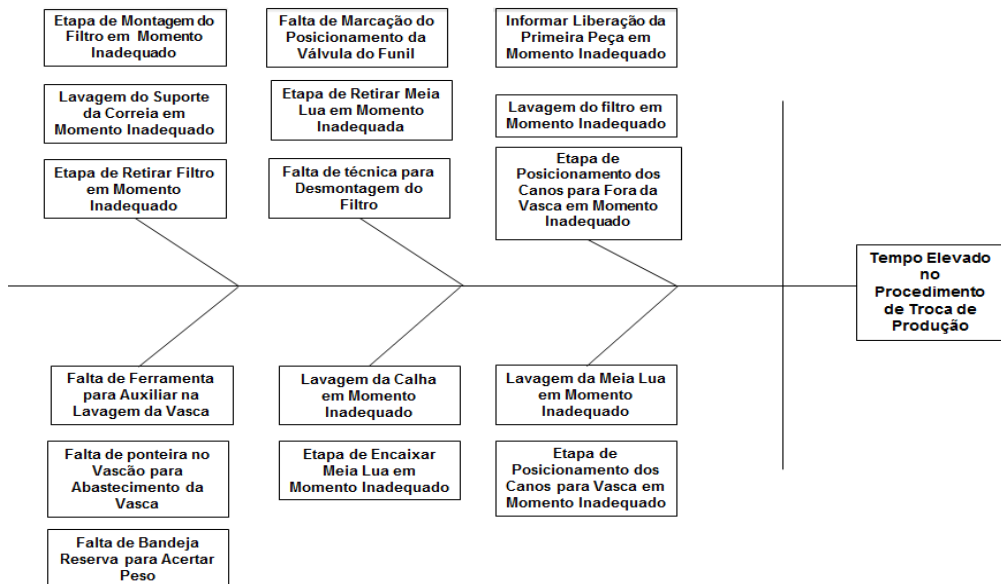 Etapa de Montagem do
Filtro em Momento
Inadequado
Lavagem do Suporte
da Correia em
Momento Inadequado
Etapa de Retirar Filtro
em Momento
Inadequado
Falta de Marcação do
Posicionamento da
Válvula do Funil
Etapa de Retirar Meia
Lua em Momento
Inadequada
Falta de técnica para
Desmontagem do
Filtro
Informar Liberação da
Primeira Peça em
Momento Inadequado
Lavagem do filtro em
Momento Inadequado
Etapa de
Posicionamento dos
Canos para Fora da
Vasca em Momento
Inadequado
Tempo Elevado
no
Procedimento
de Troca de
Produção
Falta de Ferramenta
para Auxiliar na
Lavagem da Vasca
Falta de ponteira no
Vascão para
Abastecimento da
Vasca
Falta de Bandeja
Reserva para Acertar
Peso
Lavagem da Calha
em Momento
Inadequado
Etapa de Encaixar
Meia Lua em
Momento Inadequado
Lavagem da Meia Lua
em Momento
Inadequado
Etapa de
Posicionamento dos
Canos para Vasca em
Momento Inadequado